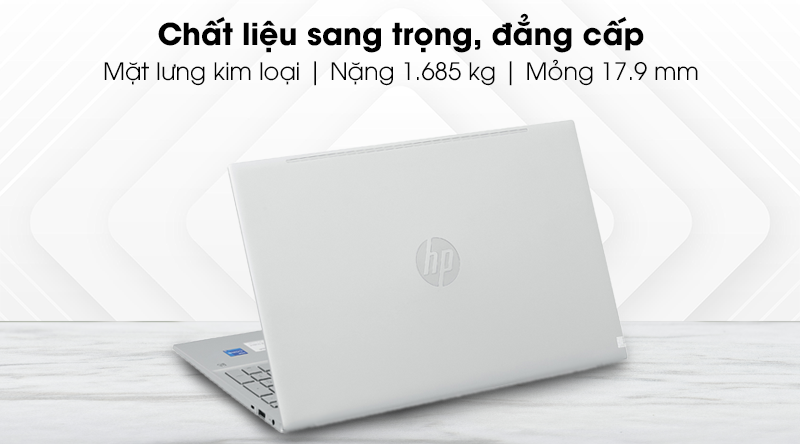 Chất liệu sang trọng, đẳng cấp
Mặt lưng kim loại | Nặng 1.685 kg | Mỏng 17.9 mm
hp